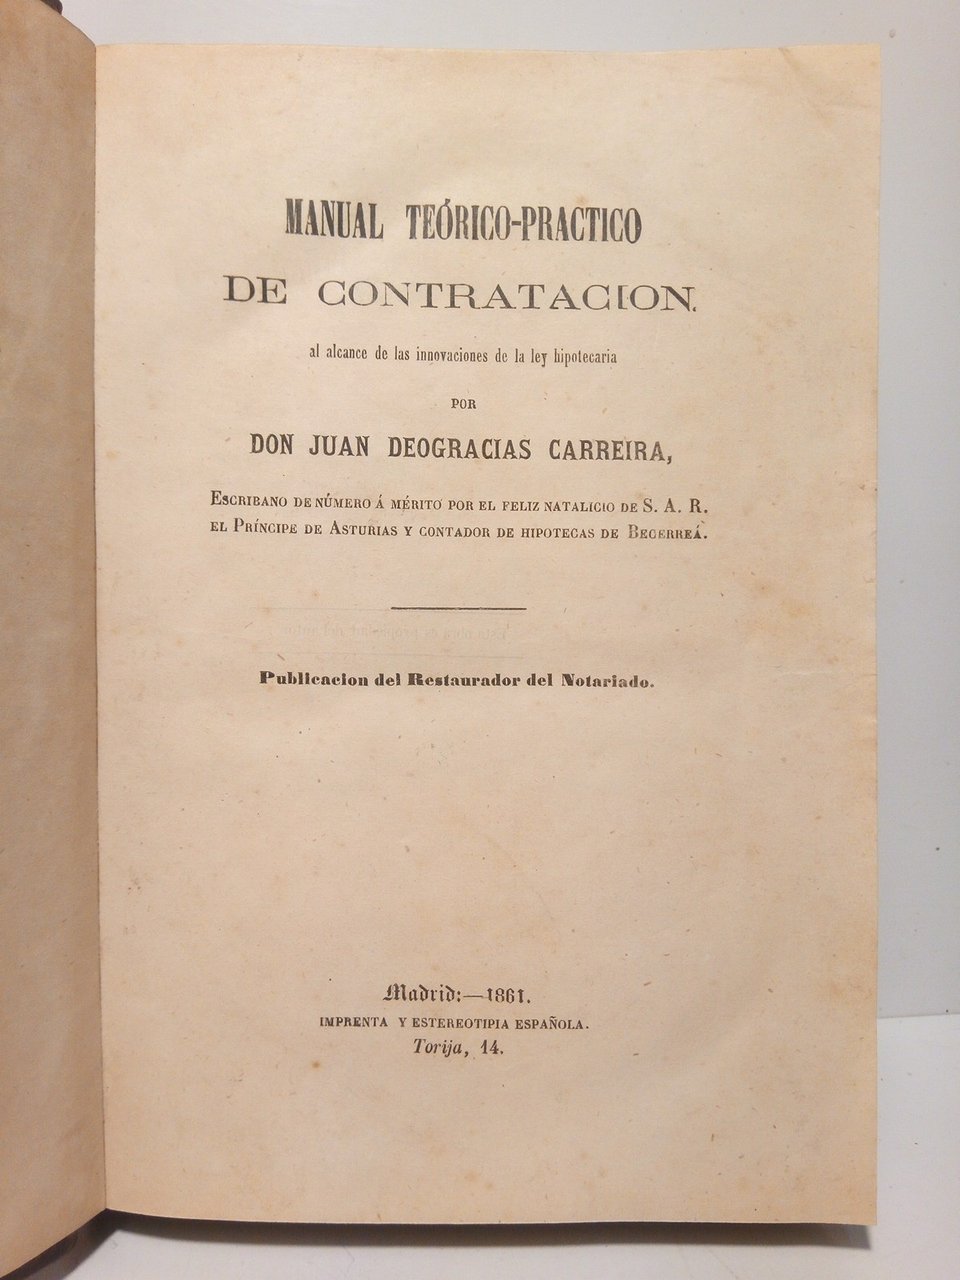 MANUAL TEÓRICO-PRACTICO
DE CONTRATACION.
al alcance de las innovaciones de la ley hipotecaria
POR
DON JUAN DEOGRACIAS CARREIRA,
ESCRIBANO DE NÚMERO Á MÉRITO POR EL FELIZ NATALICIO DE S. A. R.
EL PRÍNCIPE DE ASTURIAS Y CONTADOR DE HIPOTECAS DE BECERREÁ.
Publicacion del Restaurador del Notariado.
Madrid:—1861.
IMPRENTA Y ESTEREOTIPIA ESPAÑOLA.
Torija, 14.